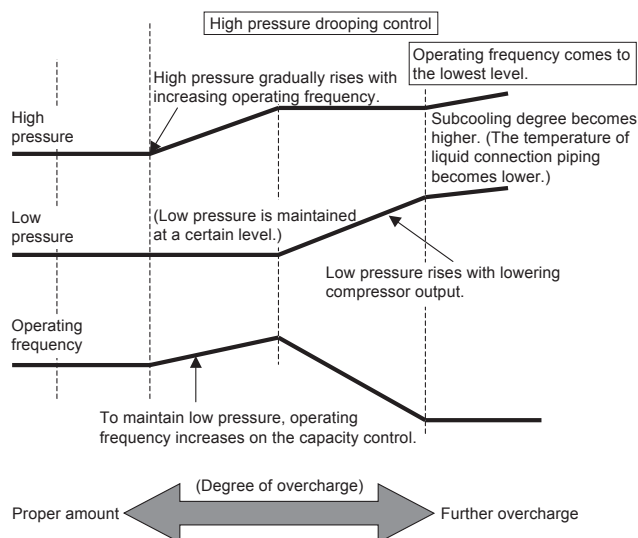 High pressure drooping control
Operating frequency comes to
the lowest level.
High pressure gradually rises with
increasing operating frequency.
High
pressure
Subcooling degree becomes
higher. (The temperature of
liquid connection piping
becomes lower.)
Low
pressure
(Low pressure is maintained
at a certain level.)
Low pressure rises with lowering
compressor output.
Operating
frequency
To maintain low pressure, operating
frequency increases on the capacity control.
(Degree of overcharge)
Proper amount
Further overcharge